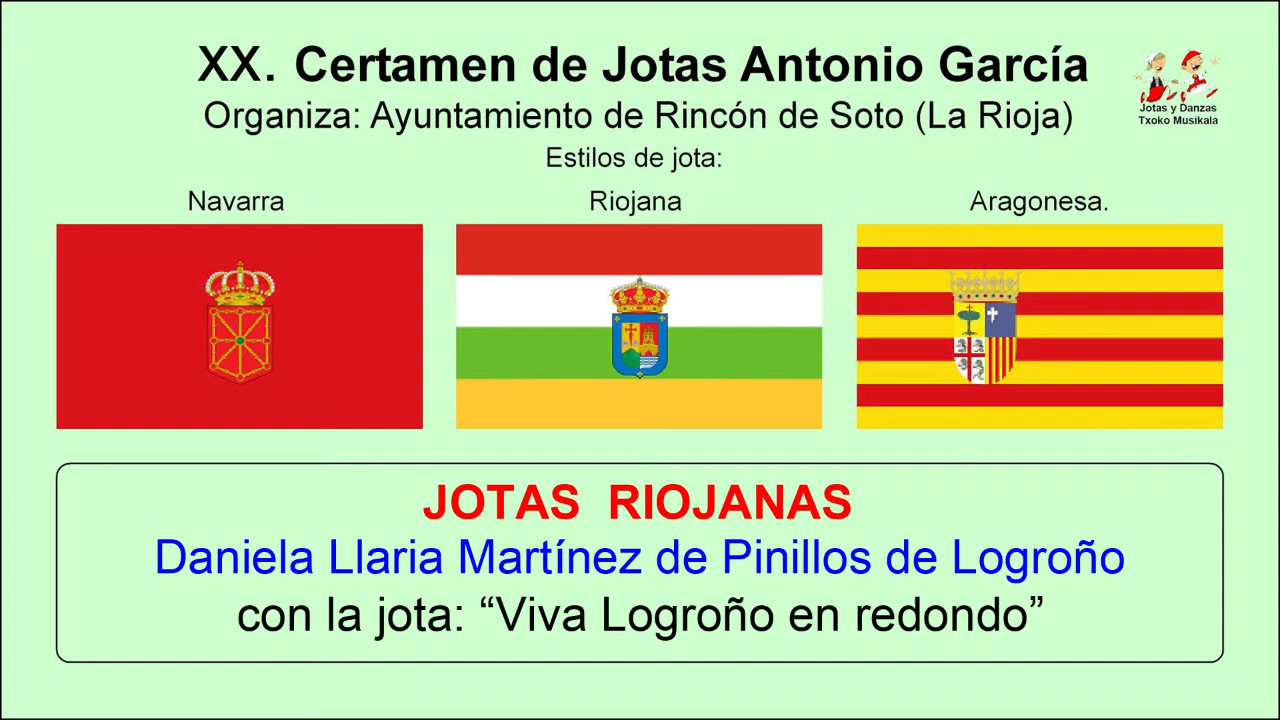 XX. Certamen de Jotas Antonio García
Organiza: Ayuntamiento de Rincón de Soto (La Rioja)
Jotas y Danzas
Txoko Musikala
Estilos de jota:
Navarra
Riojana
Aragonesa.
JOTAS RIOJANAS
Daniela Llaria Martínez de Pinillos de Logroño
con la jota: “Viva Logroño en redondo”